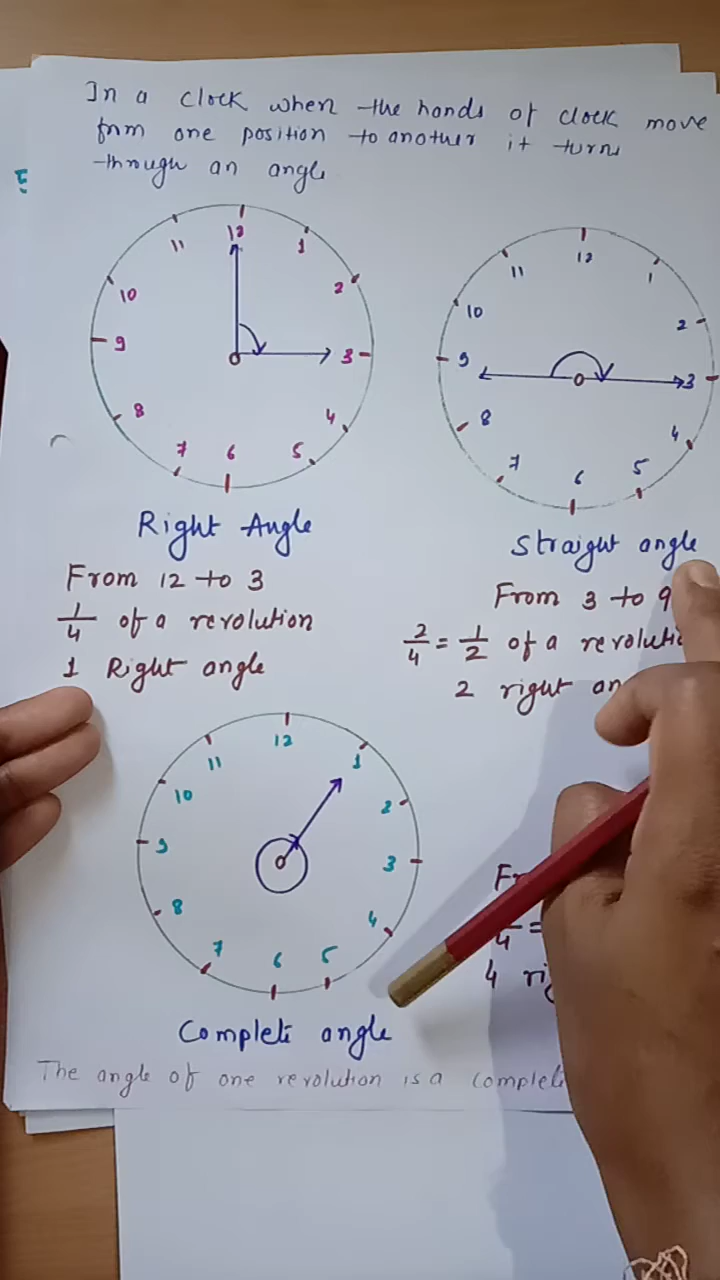 In a clock when the hands of clock move
from one position to another it turns
through an angle
12
11
1
10
2
9
3
8
4
7
6
5
12
11
1
10
2
9
3
8
4
7
6
5
Right Angle
Straight angle
From 12 to 3
From 3 to 9
1/4 of a revolution
2/4 = 1/2 of a
1 Right angle
2 right
12
11
1
10
2
9
3
8
4
7
6
5
4 =
4
Complete angle
The angle of one revolution is a